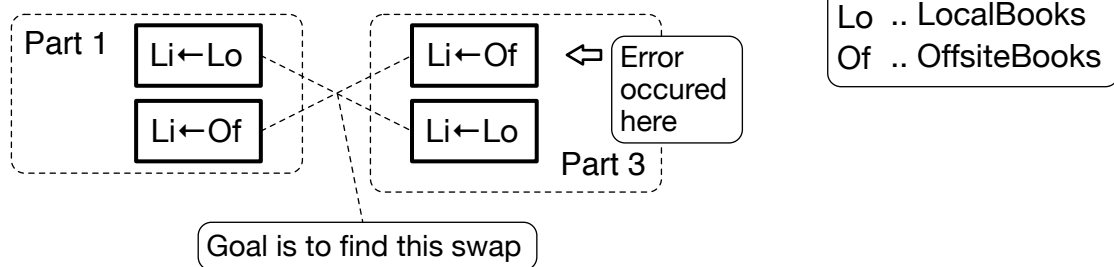 Part 1
Li←Lo
Li←Of
Li←Of
Li←Lo
Part 3
Error
occured
here
Goal is to find this swap
Lo .. LocalBooks
Of .. OffsiteBooks